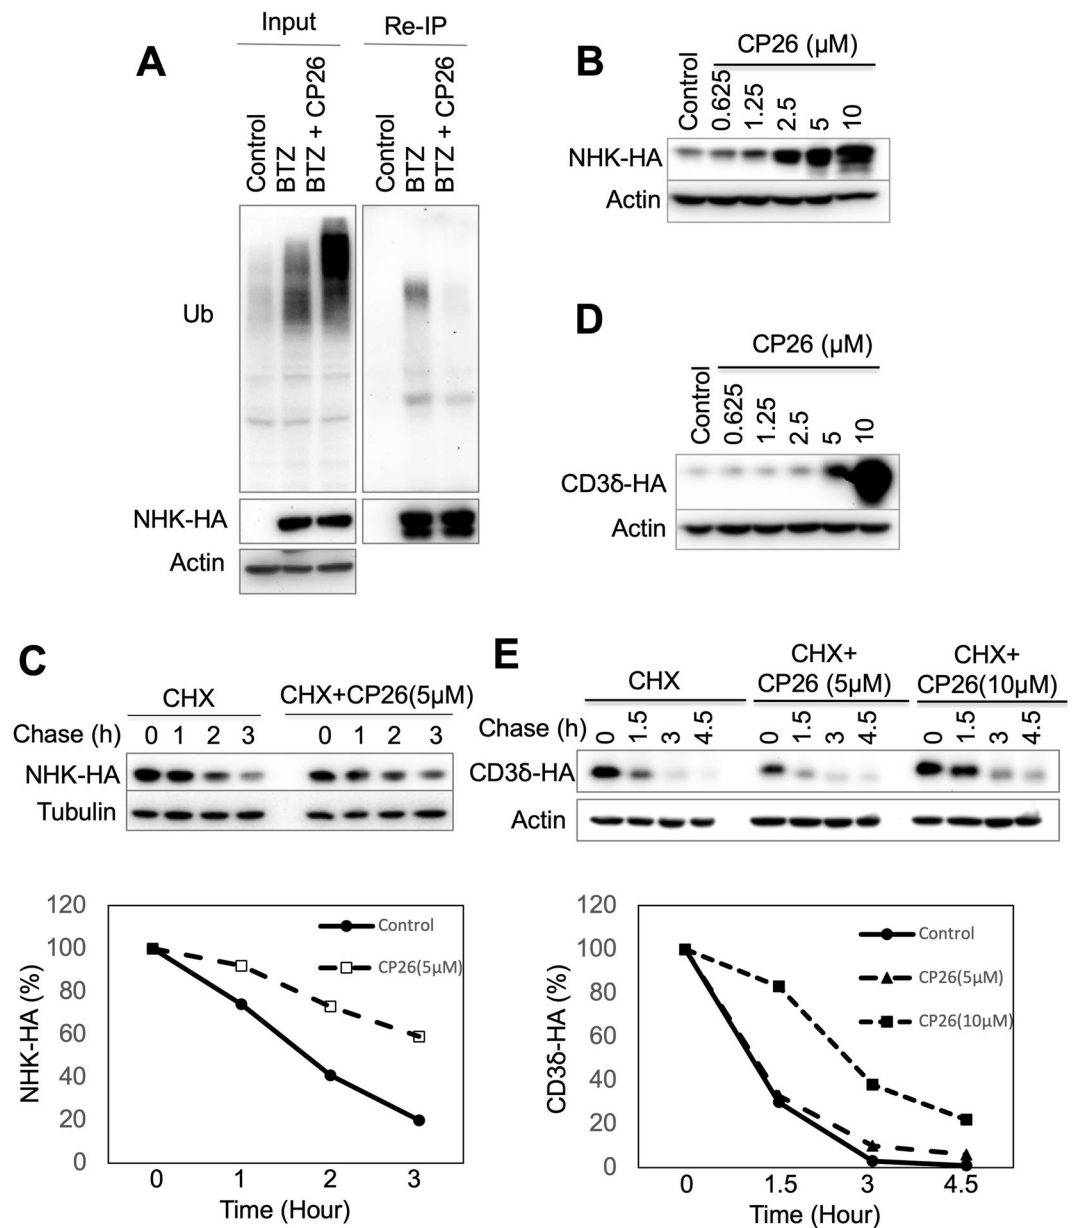 A
Input
Re-IP
Control
BTZ
BTZ + CP26
Control
BTZ
BTZ + CP26
Ub
NHK-HA
Actin
B
CP26 (µM)
Control
0.625
1.25
2.5
5
10
NHK-HA
Actin
D
CP26 (µM)
Control
0.625
1.25
2.5
5
10
CD3δ-HA
Actin
C
CHX
CHX+CP26(5µM)
Chase (h) 0 1 2 3 0 1 2 3
NHK-HA
Tubulin
120
100
80
60
40
20
0
NHK-HA (%)
Control
CP26(5µM)
0 1 2 3
Time (Hour)
E
CHX
CHX+
CP26 (5µM)
CHX+
CP26(10µM)
Chase (h) 0 1.5 3 4.5 0 1.5 3 4.5 0 1.5 3 4.5
CD3δ-HA
Actin
120
100
80
60
40
20
0
CD3δ-HA (%)
Control
CP26(5µM)
CP26(10µM)
0 1.5 3 4.5
Time (Hour)